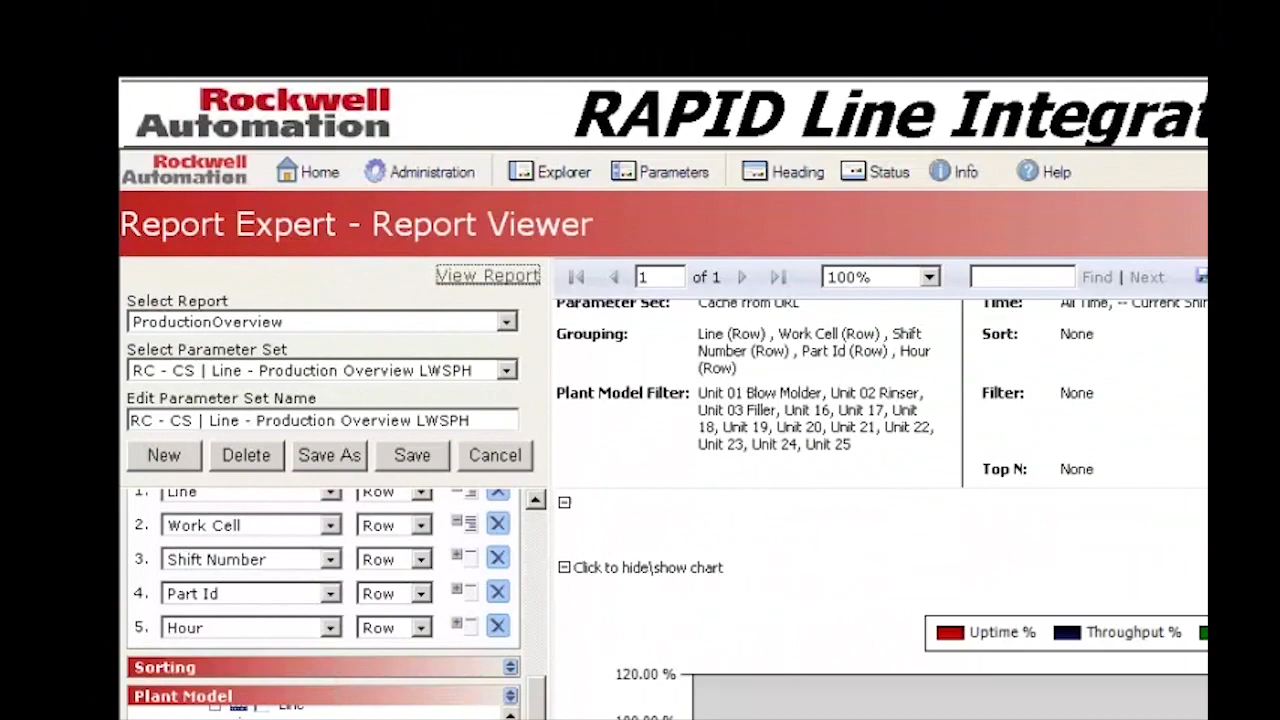 Rockwell
Automation
RAPID Line Integrat
Rockwell
Automation
Home
Administration
Explorer
Parameters
Heading
Status
Info
Help
Report Expert - Report Viewer
View Report
1 of 1
100%
Find | Next
Select Report
ProductionOverview
Select Parameter Set
RC - CS | Line - Production Overview LWSPH
Edit Parameter Set Name
RC - CS | Line - Production Overview LWSPH
New
Delete
Save As
Save
Cancel
1. Line Row
2. Work Cell Row
3. Shift Number Row
4. Part Id Row
5. Hour Row
Sorting
Plant Model
Line
Parameter Set: Cache from URL
Grouping: Line (Row) , Work Cell (Row) , Shift
Number (Row) , Part Id (Row) , Hour
(Row)
Plant Model Filter: Unit 01 Blow Molder, Unit 02 Rinser,
Unit 03 Filler, Unit 16, Unit 17, Unit
18, Unit 19, Unit 20, Unit 21, Unit 22,
Unit 23, Unit 24, Unit 25
Time: All Time, -- Current Shif
Sort: None
Filter: None
Top N: None
Click to hide\show chart
Uptime %
Throughput %
120.00 %